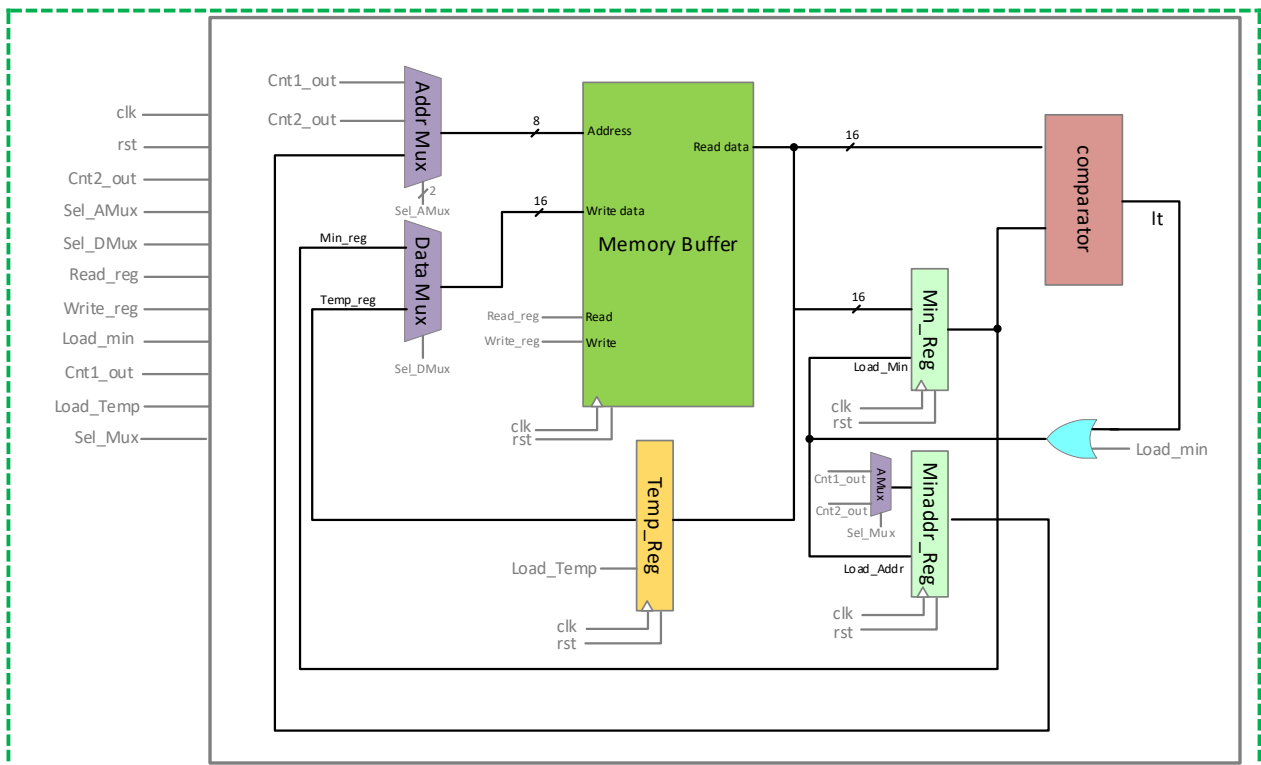 clk
rst
Cnt2_out
Sel_AMux
Sel_DMux
Read_reg
Write_reg
Load_min
Cnt1_out
Load_Temp
Sel_Mux
Cnt1_out
Cnt2_out
Addr Mux
2
Sel_AMux
8
Min_reg
Temp_reg
Data Mux
Sel_DMux
16
Address
Read data
Write data
Memory Buffer
Read_reg
Read
Write_reg
Write
clk
rst
16
comparator
lt
16
Min_Reg
Load_Min
clk
rst
Load_min
Temp_Reg
Load_Temp
clk
rst
Cnt1_out
Cnt2_out
AMux
Sel_Mux
Minaddr_Reg
Load_Addr
clk
rst